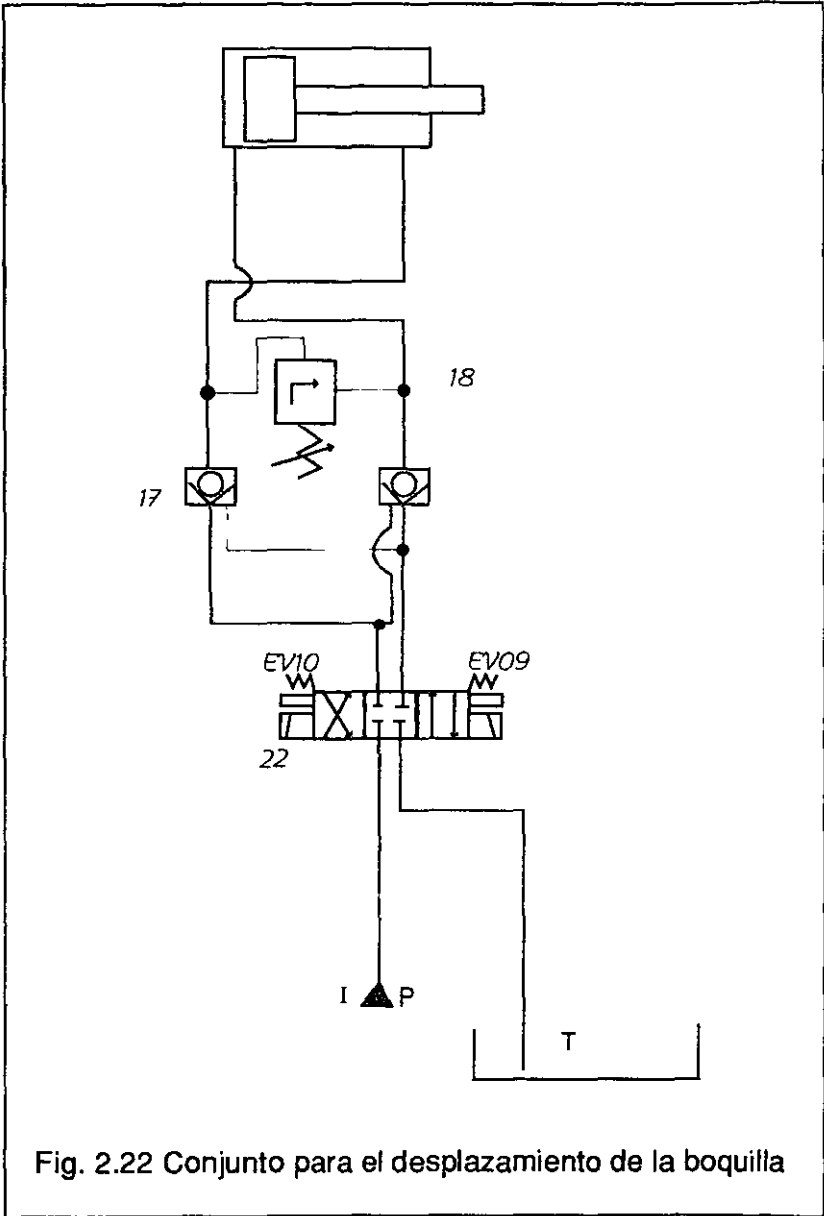 18
17
EV10
EV09
22
I
P
T
Fig. 2.22 Conjunto para el desplazamiento de la boquilla